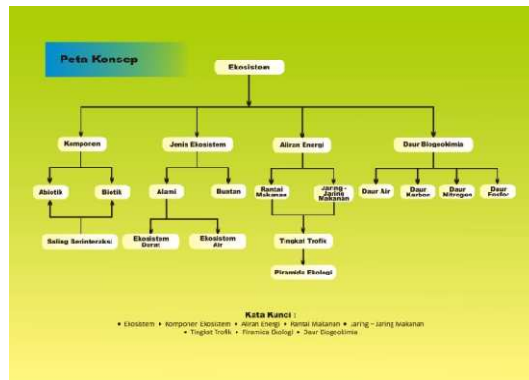 Peta Konsep
Ekosistem
Komponen
Jenis Ekosistem
Aliran Energi
Daur Biogeokimia
Abiotik
Biotik
Alami
Buatan
Rantai
Makanan
Jaring -
Jaring
Makanan
Daur Air
Daur
Karbon
Daur
Nitrogen
Daur
Fosfor
Saling Berinteraksi
Ekosistem
Darat
Ekosistem
Air
Tingkat Trofik
Piramida Ekologi
Kata Kunci :
• Ekosistem • Komponen Ekosistem • Aliran Energi • Rantai Makanan • Jaring - Jaring Makanan
• Tingkat Trofik • Piramida Ekologi • Daur Biogeokimia